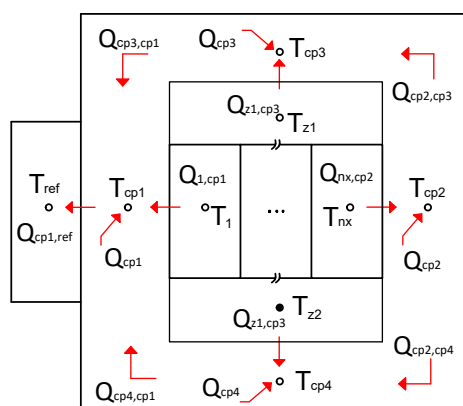 Qcp3,cp1
Qcp3
Tcp3
Qcp2,cp3
Qz1,cp3
Tz1
Tref
Tcp1
Q1,cp1
Qnx,cp2
Tcp2
T1
...
Tnx
Qcp1,ref
Qcp1
Qcp2
Tz2
Qz1,cp3
Qcp2,cp4
Qcp4,cp1
Qcp4
Tcp4